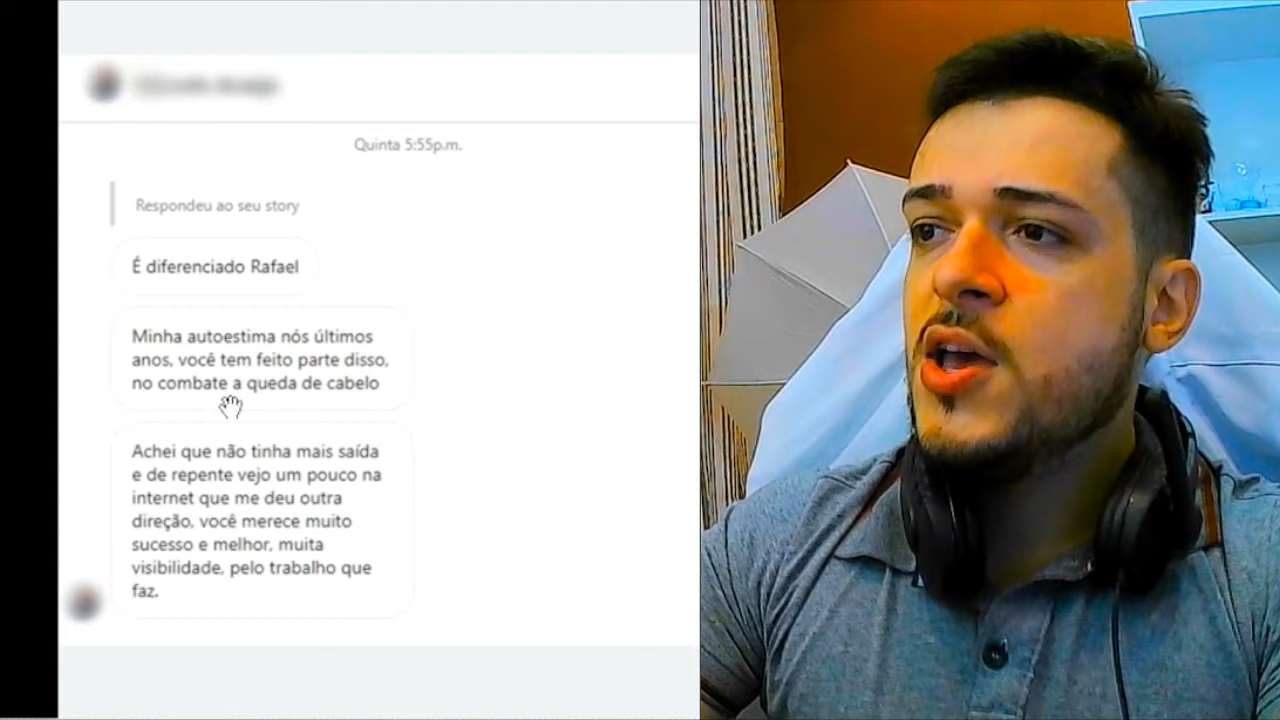 Quinta 5:55p.m.
Respondeu ao seu story
É diferenciado Rafael
Minha autoestima nós últimos
anos, você tem feito parte disso,
no combate a queda de cabelo
Achei que não tinha mais saída
e de repente vejo um pouco na
internet que me deu outra
direção, você merece muito
sucesso e melhor, muita
visibilidade, pelo trabalho que
faz.